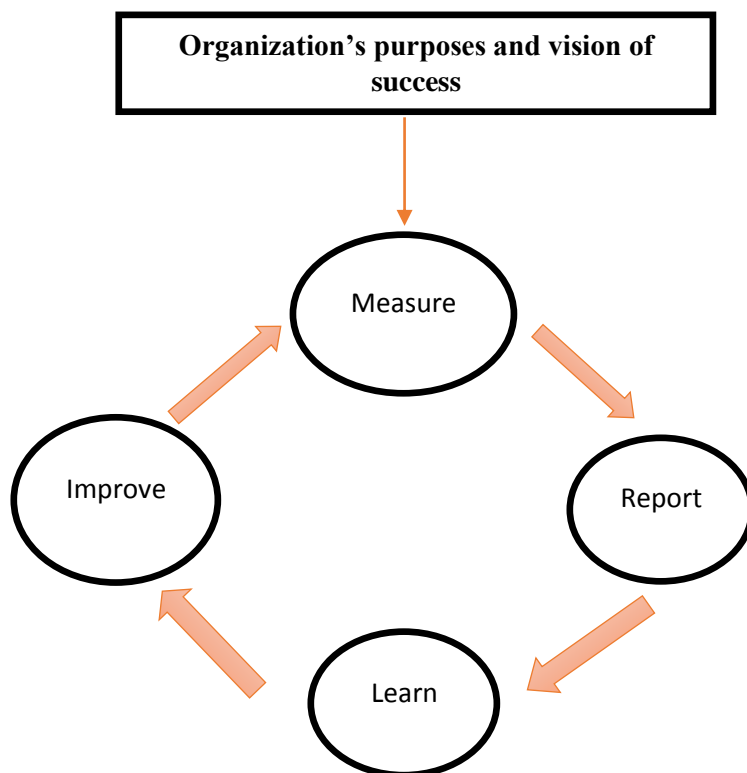 Organization’s purposes and vision of
success
Measure
Improve
Report
Learn